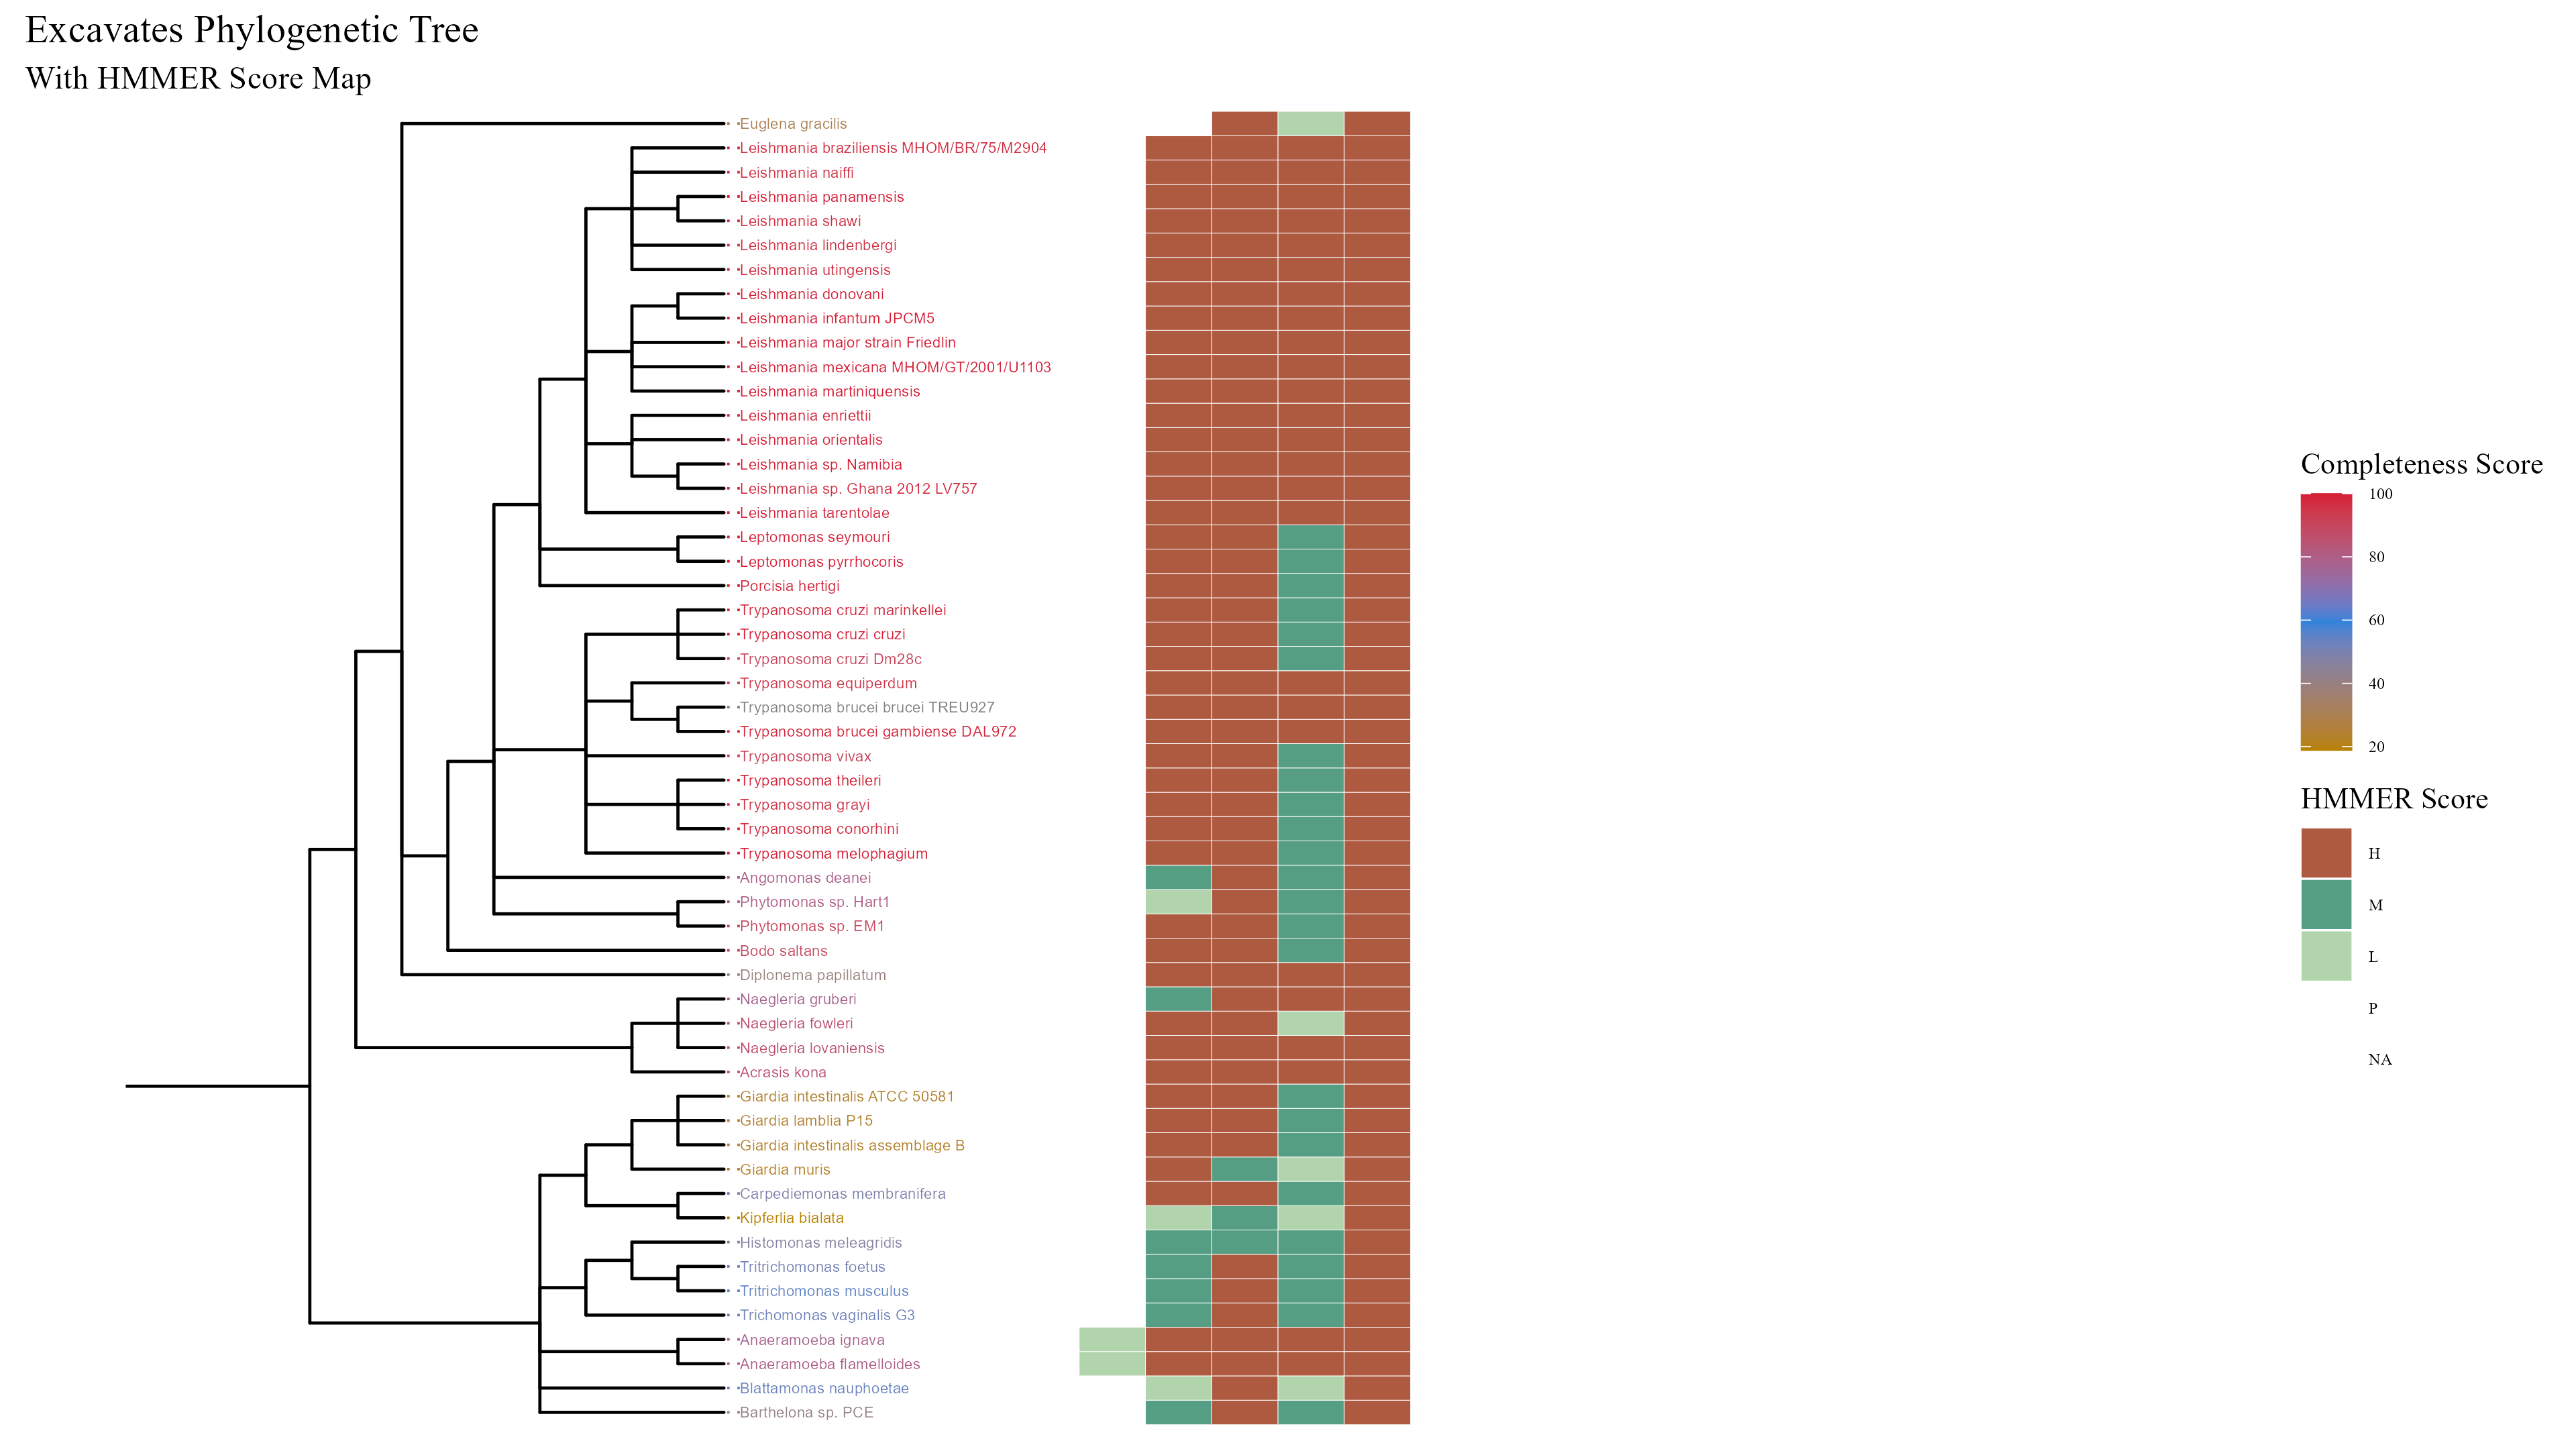 Excavates Phylogenetic Tree
With HMMER Score Map
Euglena gracilis
Leishmania braziliensis MHOM/BR/75/M2904
Leishmania naiffi
Leishmania panamensis
Leishmania shawi
Leishmania lindenbergi
Leishmania utingensis
Leishmania donovani
Leishmania infantum JPCM5
Leishmania major strain Friedlin
Leishmania mexicana MHOM/GT/2001/U1103
Leishmania martiniquensis
Leishmania enriettii
Leishmania orientalis
Leishmania sp. Namibia
Leishmania sp. Ghana 2012 LV757
Leishmania tarentolae
Leptomonas seymouri
Leptomonas pyrrhocoris
Porcisia hertigi
Trypanosoma cruzi marinkellei
Trypanosoma cruzi cruzi
Trypanosoma cruzi Dm28c
Trypanosoma equiperdum
Trypanosoma brucei brucei TREU927
Trypanosoma brucei gambiense DAL972
Trypanosoma vivax
Trypanosoma theileri
Trypanosoma grayi
Trypanosoma conorhini
Trypanosoma melophagium
Angomonas deanei
Phytomonas sp. Hart1
Phytomonas sp. EM1
Bodo saltans
Diplonema papillatum
Naegleria gruberi
Naegleria fowleri
Naegleria lovaniensis
Acrasis kona
Giardia intestinalis ATCC 50581
Giardia lamblia P15
Giardia intestinalis assemblage B
Giardia muris
Carpediemonas membranifera
Kipferlia bialata
Histomonas meleagridis
Tritrichomonas foetus
Tritrichomonas musculus
Trichomonas vaginalis G3
Anaeramoeba ignava
Anaeramoeba flamelloides
Blattamonas nauphoetae
Barthelona sp. PCE
Completeness Score
100
80
60
40
20
HMMER Score
H
M
L
P
NA